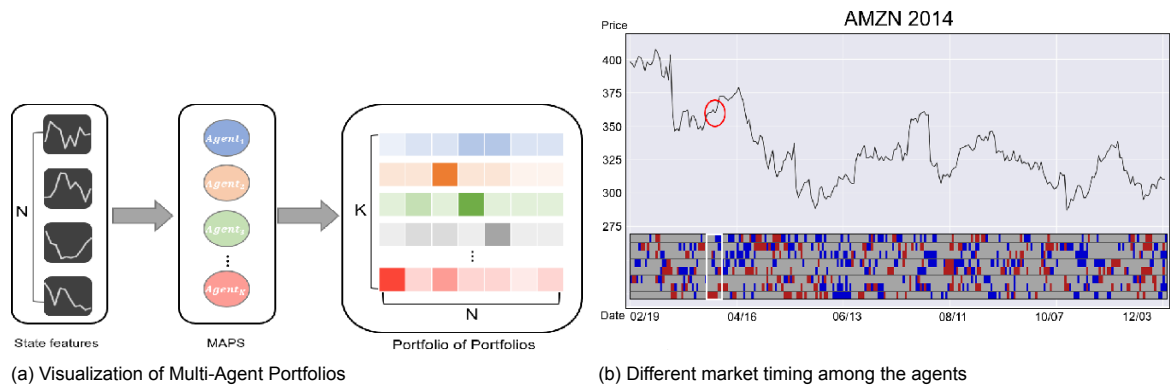 N
Agent₁
Agent₂
Agent₃
⋮
Agentₖ
K
⋮
N
State features
MAPS
Portfolio of Portfolios
(a) Visualization of Multi-Agent Portfolios
AMZN 2014
Price
400
375
350
325
300
275
Date 02/19 04/16 06/13 08/11 10/07 12/03
(b) Different market timing among the agents